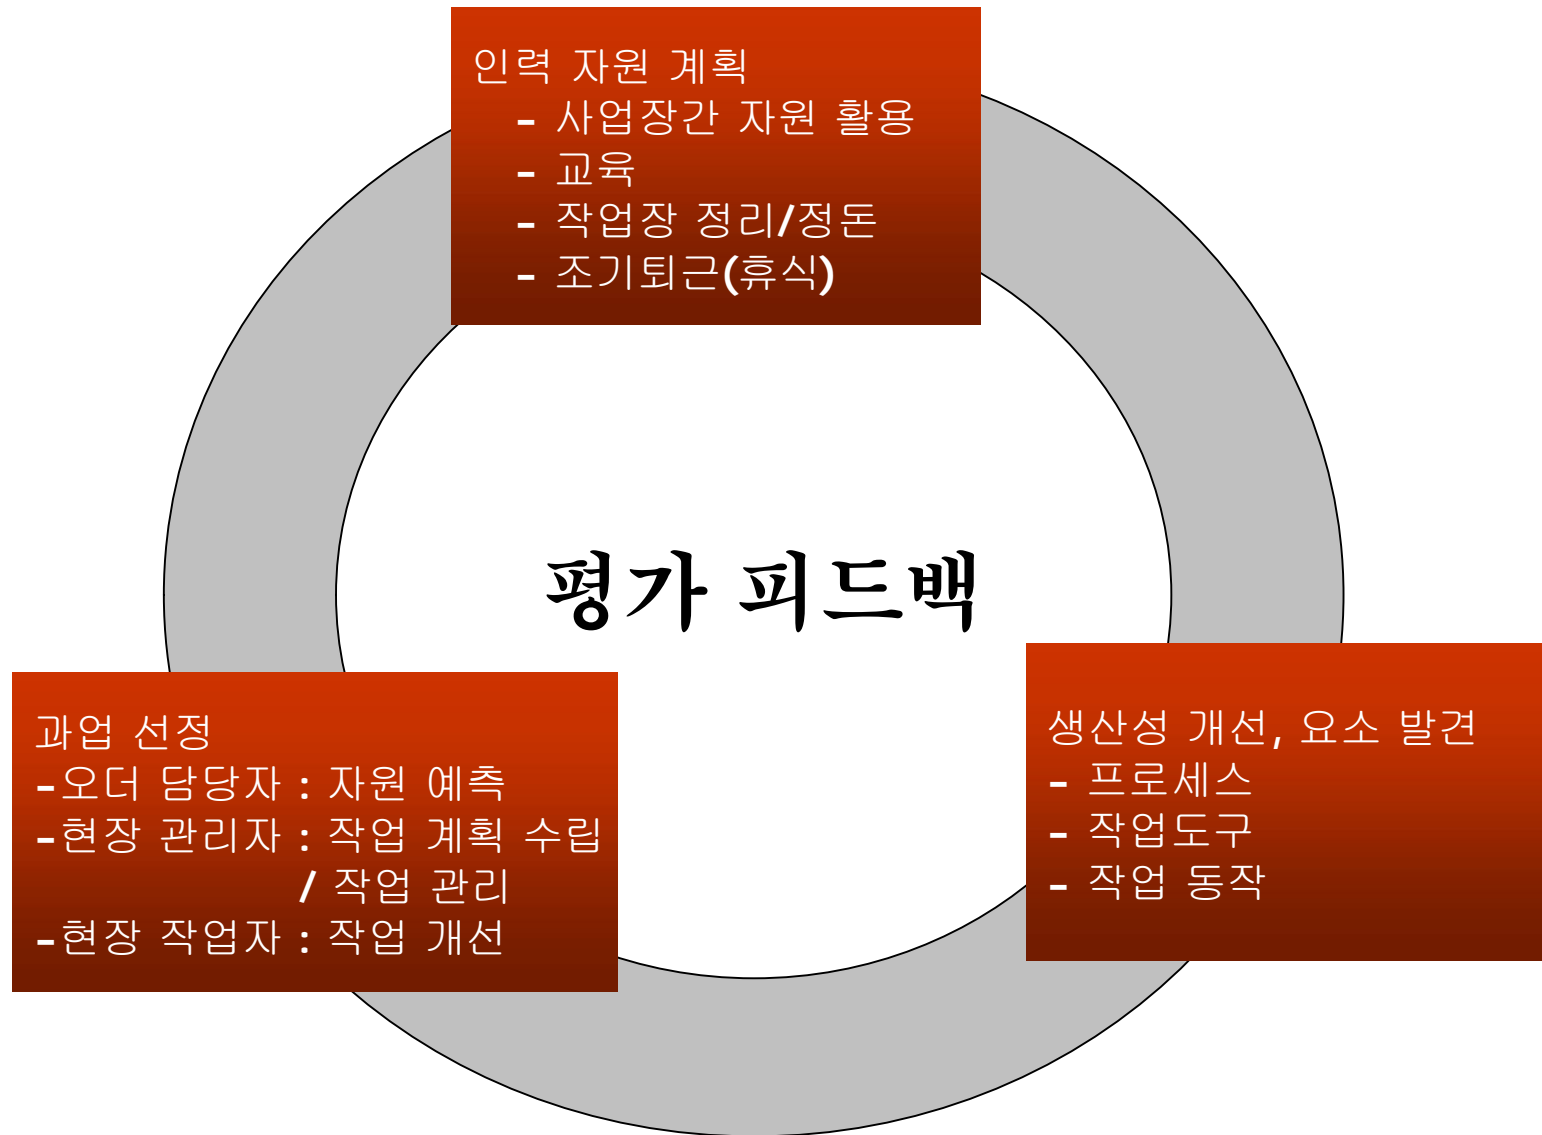 인력 자원 계획
- 사업장간 자원 활용
- 교육
- 작업장 정리/정돈
- 조기퇴근(휴식)
평가 피드백
과업 선정
-오더 담당자 : 자원 예측
-현장 관리자 : 작업 계획 수립
/ 작업 관리
-현장 작업자 : 작업 개선
생산성 개선, 요소 발견
- 프로세스
- 작업도구
- 작업 동작